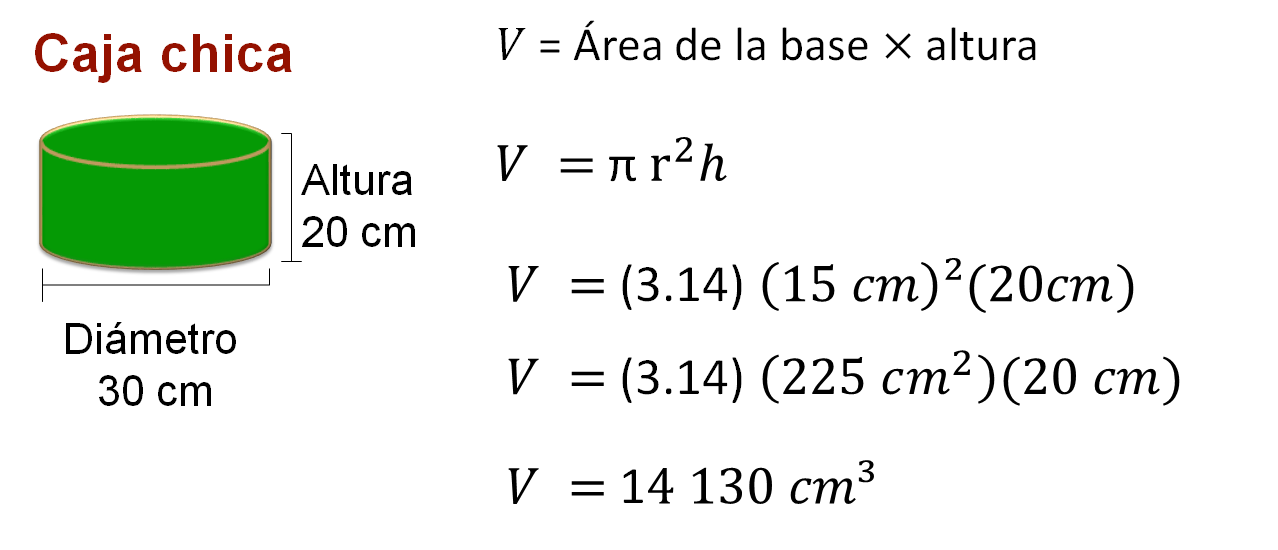 Caja chica
Altura
20 cm
Diámetro
30 cm
V = Área de la base × altura
V = π r²h
V = (3.14) (15 cm)²(20cm)
V = (3.14) (225 cm²)(20 cm)
V = 14 130 cm³